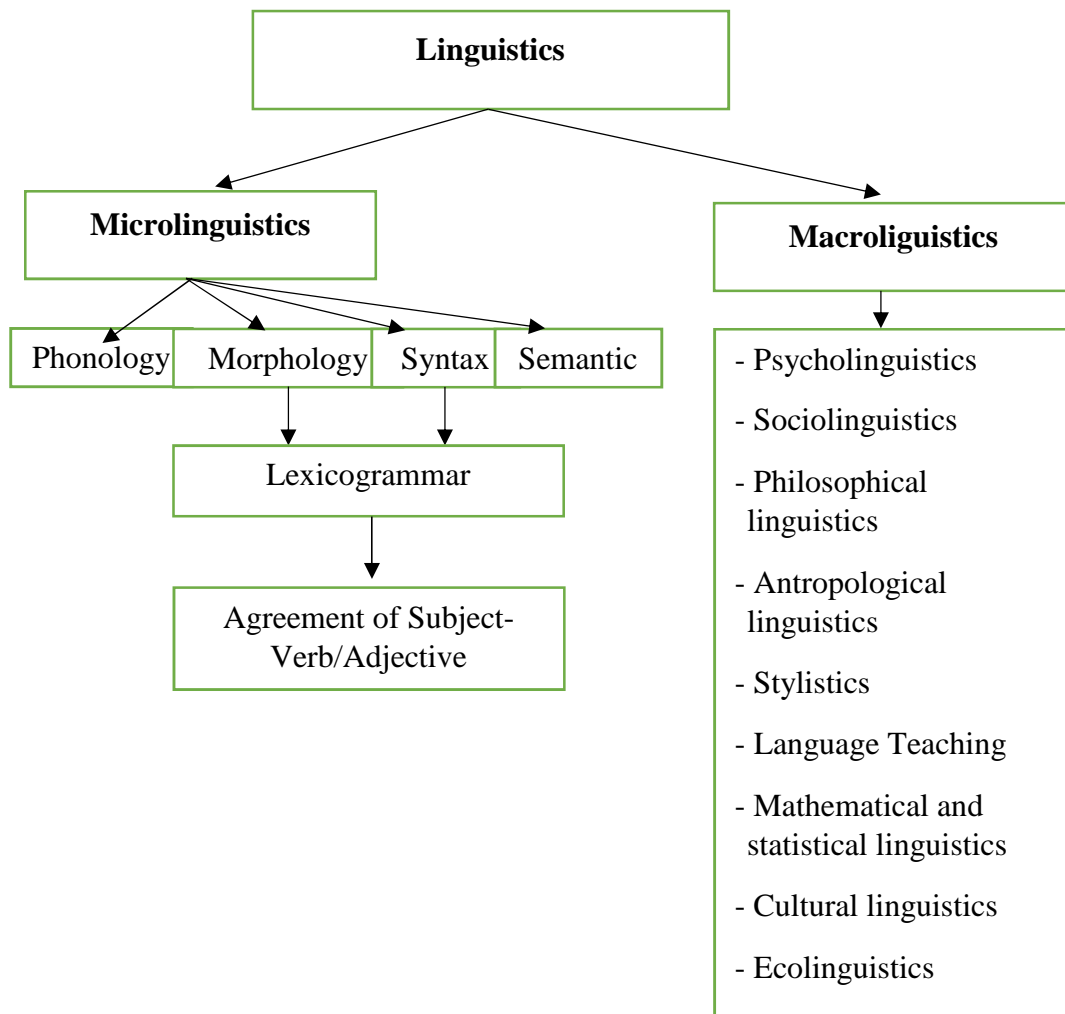 Linguistics
Microlinguistics
Macroliguistics
Phonology
Morphology
Syntax
Semantic
Lexicogrammar
Agreement of Subject-
Verb/Adjective
- Psycholinguistics
- Sociolinguistics
- Philosophical
linguistics
- Antropological
linguistics
- Stylistics
- Language Teaching
- Mathematical and
statistical linguistics
- Cultural linguistics
- Ecolinguistics